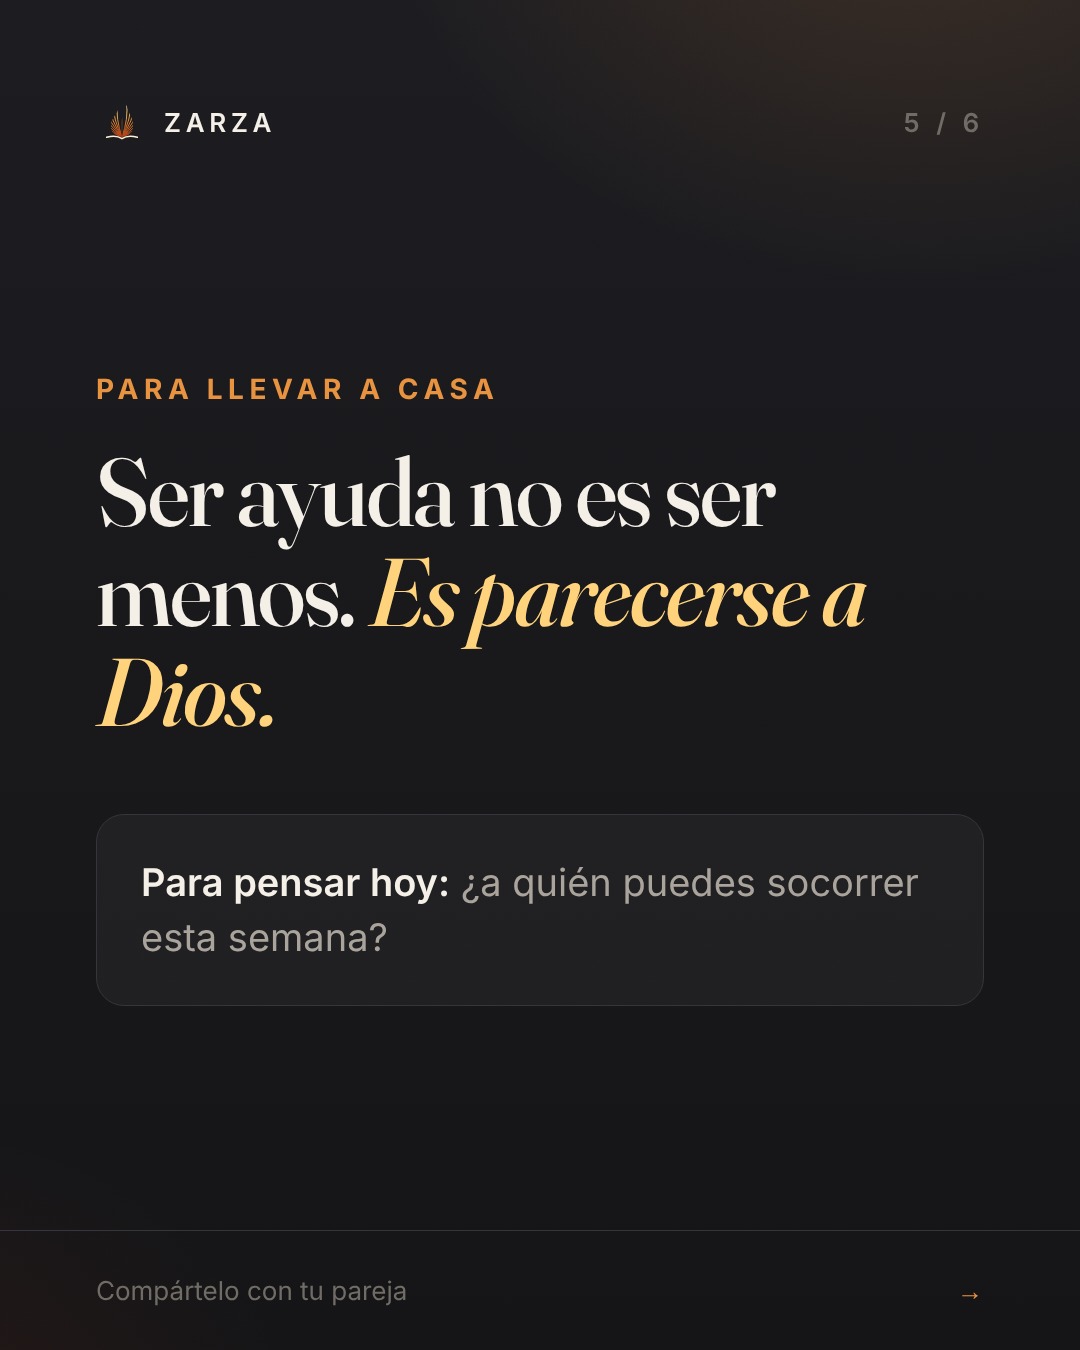 ZARZA
5 / 6
PARA LLEVAR A CASA
Ser ayuda no es ser
menos. Es parecerse a
Dios.
Para pensar hoy: ¿a quién puedes socorrer
esta semana?
Compártelo con tu pareja
→